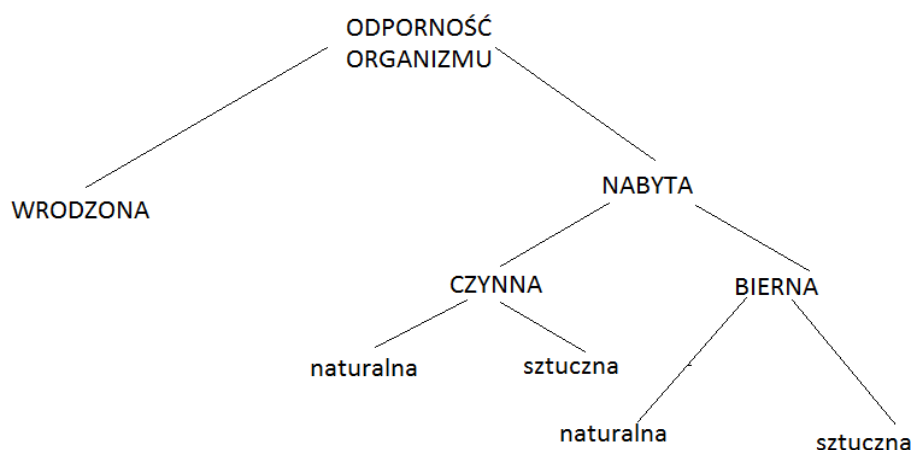 ODPORNOŚĆ
ORGANIZMU
WRODZONA
NABYTA
CZYNNA
BIERNA
naturalna
sztuczna
naturalna
sztuczna